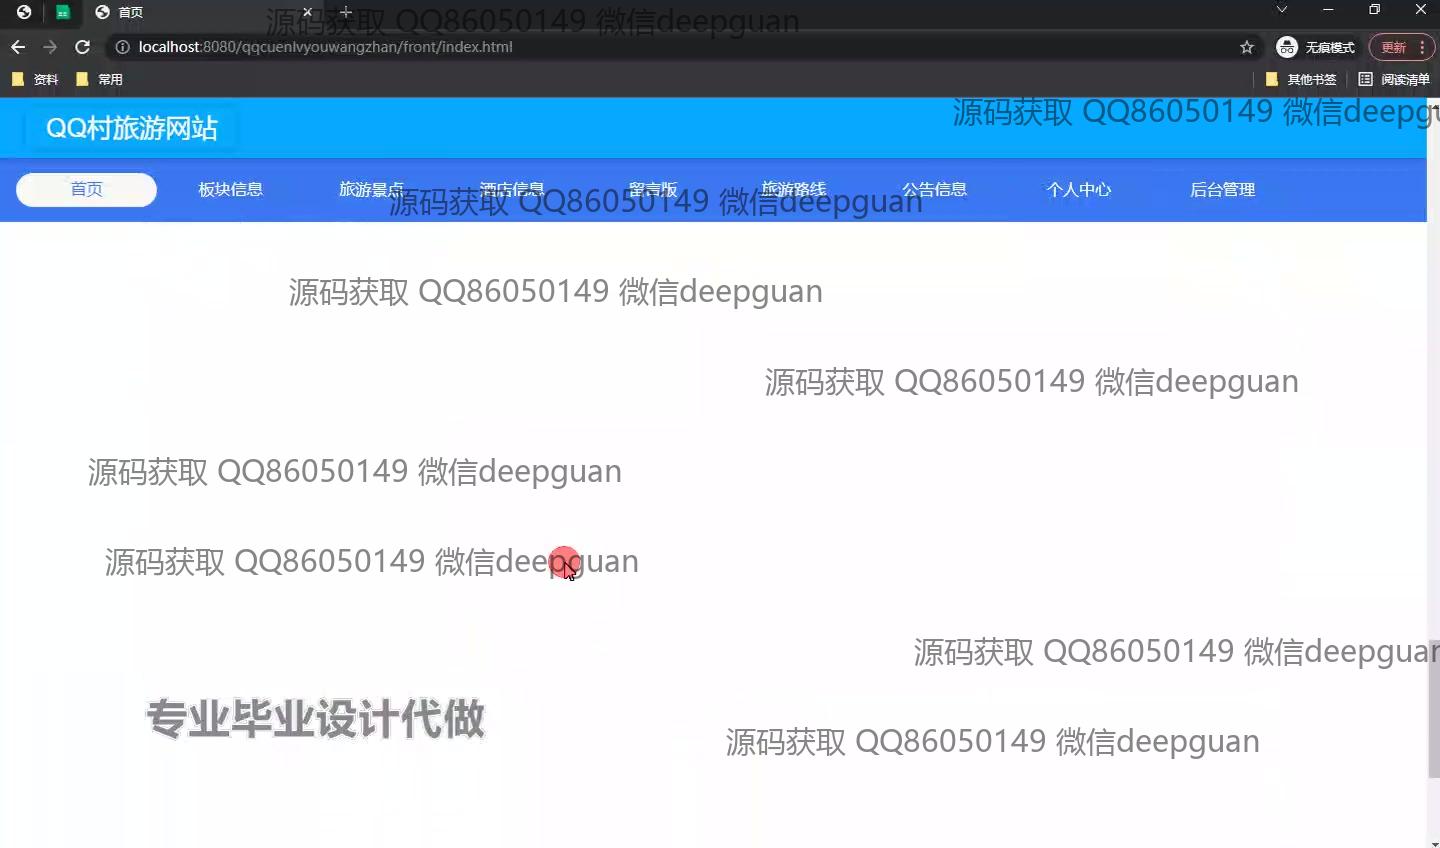 首页
源码获取 QQ86050149 微信deepguan
localhost:8080/qqcuenlvyouwangzhan/front/index.html
无痕模式
更新
资料
常用
其他书签
阅读清单
源码获取 QQ86050149 微信deepgu
QQ村旅游网站
首页
板块信息
旅游景点
酒店信息
留言版
旅游路线
公告信息
个人中心
后台管理
源码获取 QQ86050149 微信deepguan
源码获取 QQ86050149 微信deepguan
源码获取 QQ86050149 微信deepguan
源码获取 QQ86050149 微信deepguan
源码获取 QQ86050149 微信deepguan
源码获取 QQ86050149 微信deepguan
专业毕业设计代做
源码获取 QQ86050149 微信deepguan